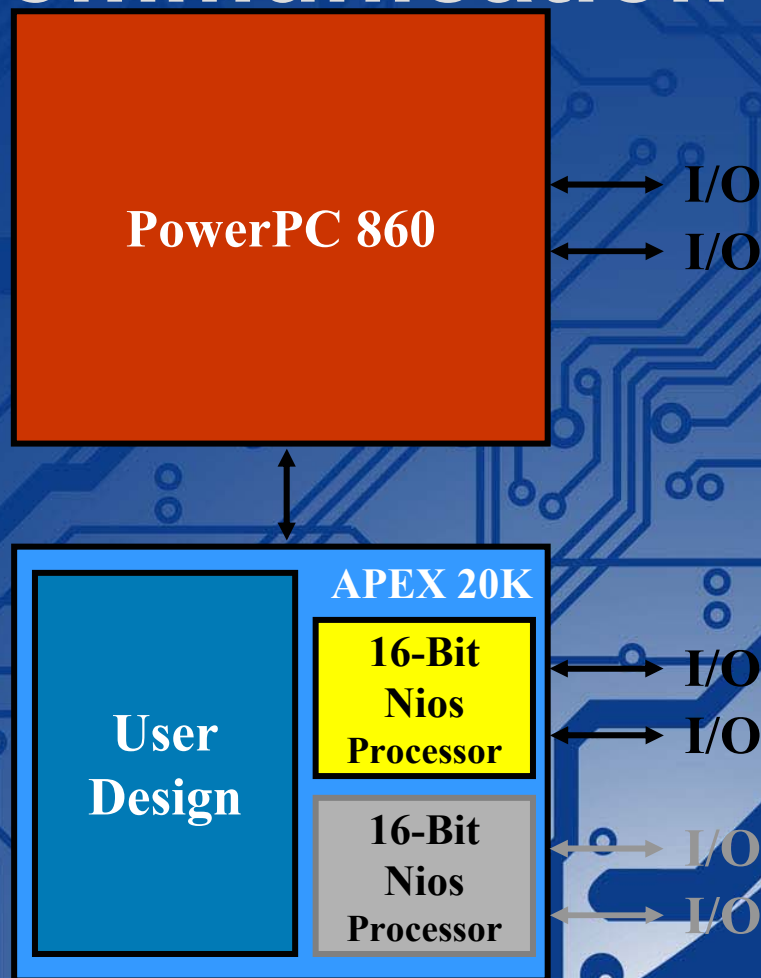 PowerPC 860
I/O
I/O
APEX 20K
User
Design
16-Bit
Nios
Processor
I/O
I/O
16-Bit
Nios
Processor
I/O
I/O